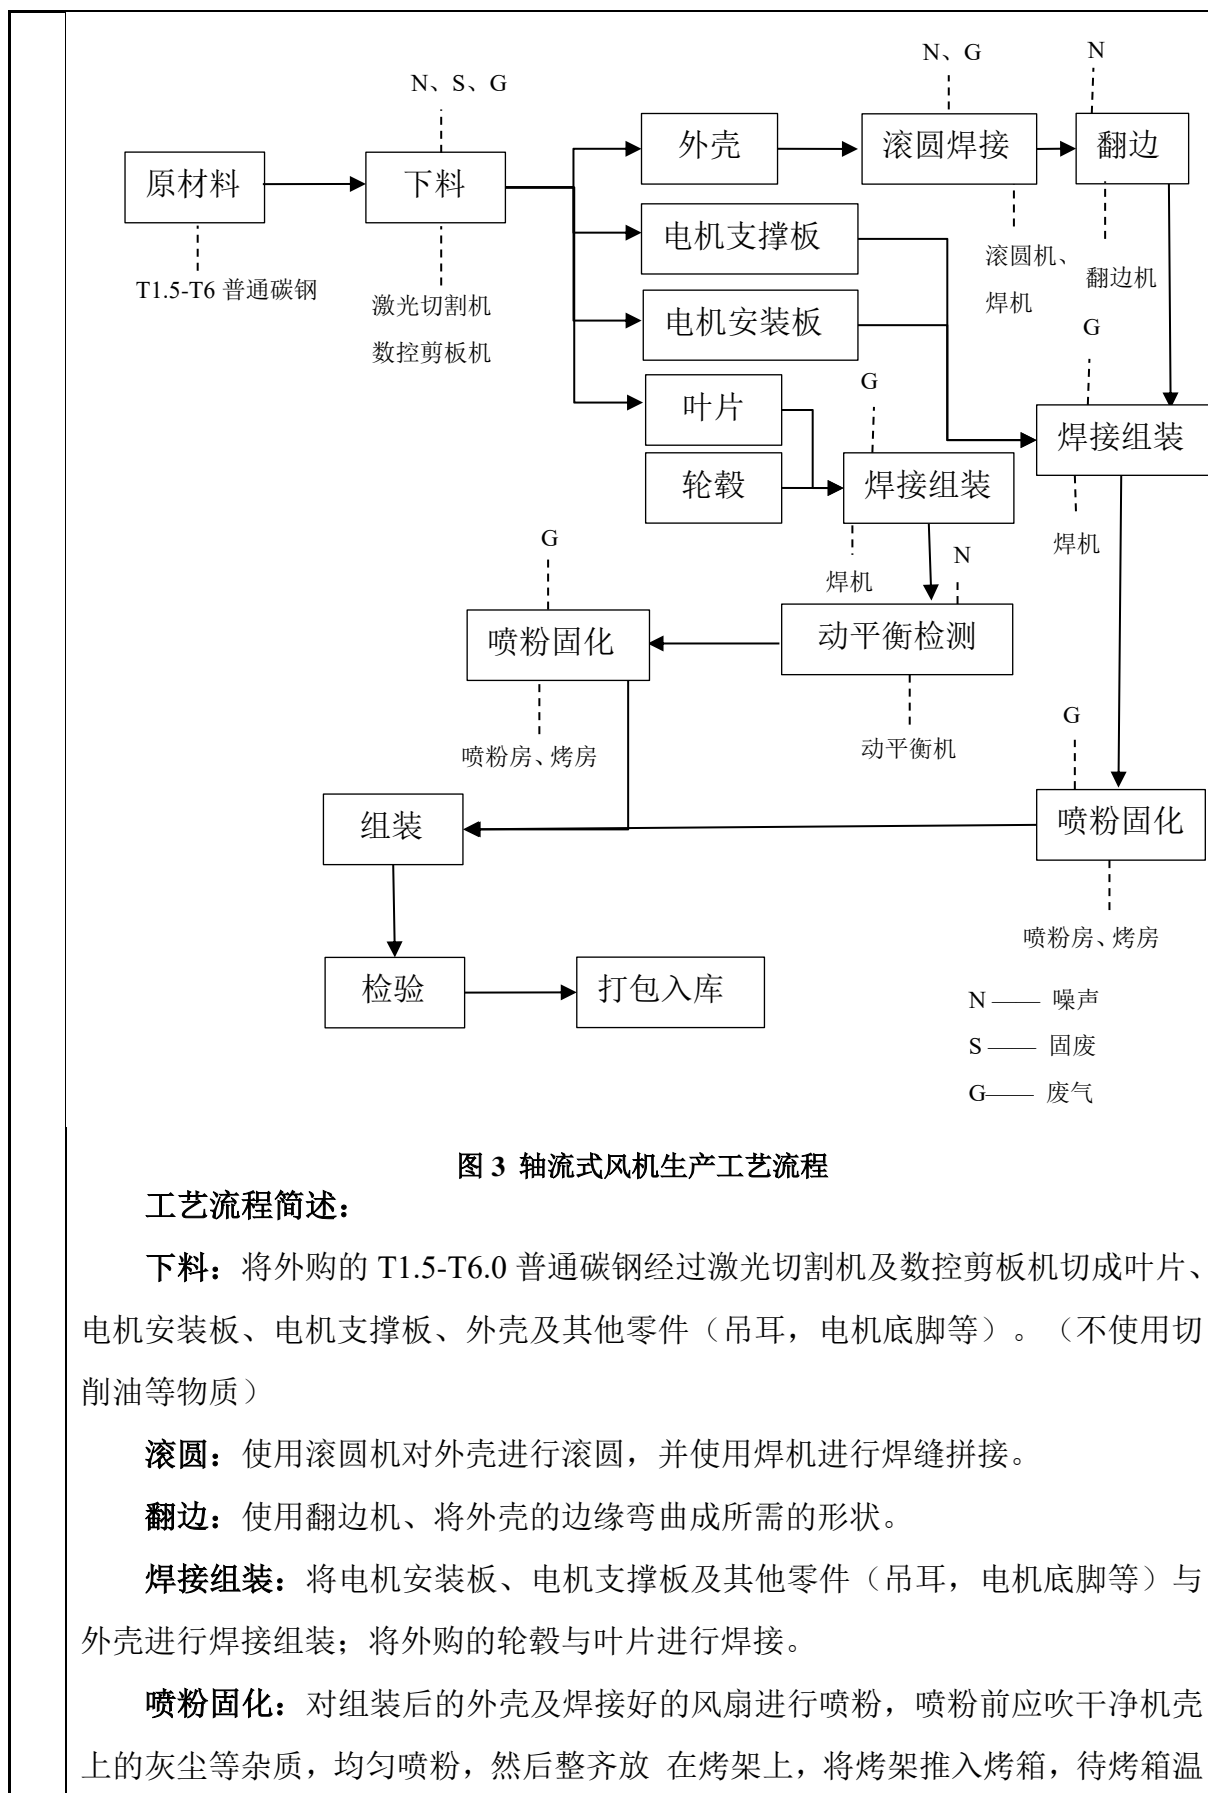 N、G
N
N、S、G
外壳
滚圆焊接
翻边
原材料
下料
电机支撑板
滚圆机、
焊机
翻边机
T1.5-T6 普通碳钢
激光切割机
数控剪板机
电机安装板
G
G
叶片
焊接组装
轮毂
焊接组装
G
焊机
N
焊机
喷粉固化
动平衡检测
G
喷粉房、烤房
动平衡机
组装
喷粉固化
喷粉房、烤房
检验
打包入库
N —— 噪声
S —— 固废
G—— 废气
图 3 轴流式风机生产工艺流程
工艺流程简述：
下料：将外购的 T1.5-T6.0 普通碳钢经过激光切割机及数控剪板机切成叶片、
电机安装板、电机支撑板、外壳及其他零件（吊耳，电机底脚等）。（不使用切
削油等物质）
滚圆：使用滚圆机对外壳进行滚圆，并使用焊机进行焊缝拼接。
翻边：使用翻边机、将外壳的边缘弯曲成所需的形状。
焊接组装：将电机安装板、电机支撑板及其他零件（吊耳，电机底脚等）与
外壳进行焊接组装；将外购的轮毂与叶片进行焊接。
喷粉固化：对组装后的外壳及焊接好的风扇进行喷粉，喷粉前应吹干净机壳
上的灰尘等杂质，均匀喷粉，然后整齐放 在烤架上，将烤架推入烤箱，待烤箱温